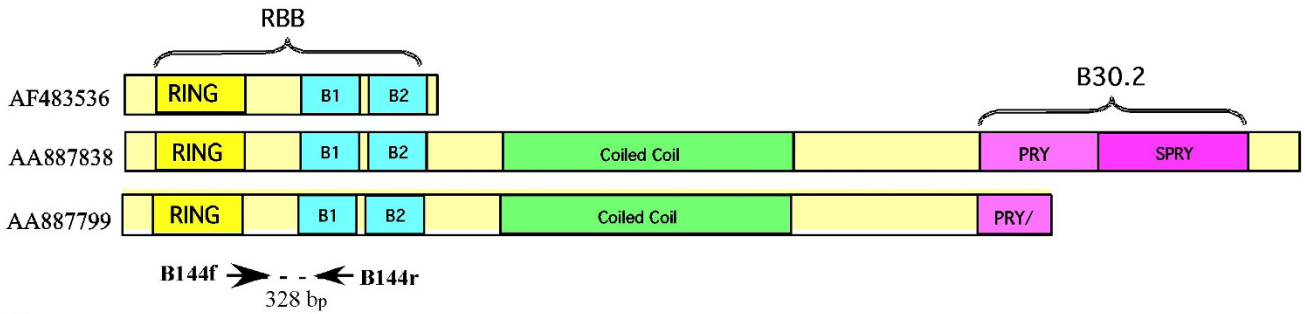 RBB
B30.2
AF483536 RING B1 B2
AA887838 RING B1 B2 Coiled Coil PRY SPRY
AA887799 RING B1 B2 Coiled Coil PRY/
B144f - - B144r
328 bp